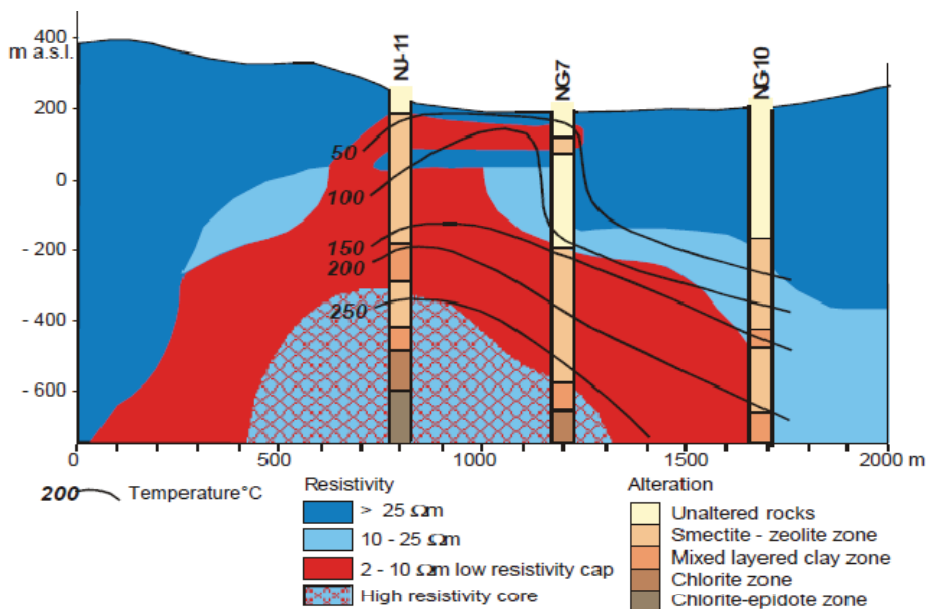 400
m a.s.l.
200
0
- 200
- 400
- 600
NJ-11
NG7
NG-10
50
100
150
200
250
0
500
1000
1500
2000 m
200 Temperature°C
Resistivity
> 25 Ωm
10 - 25 Ωm
2 - 10 Ωm low resistivity cap
High resistivity core
Alteration
Unaltered rocks
Smectite - zeolite zone
Mixed layered clay zone
Chlorite zone
Chlorite-epidote zone